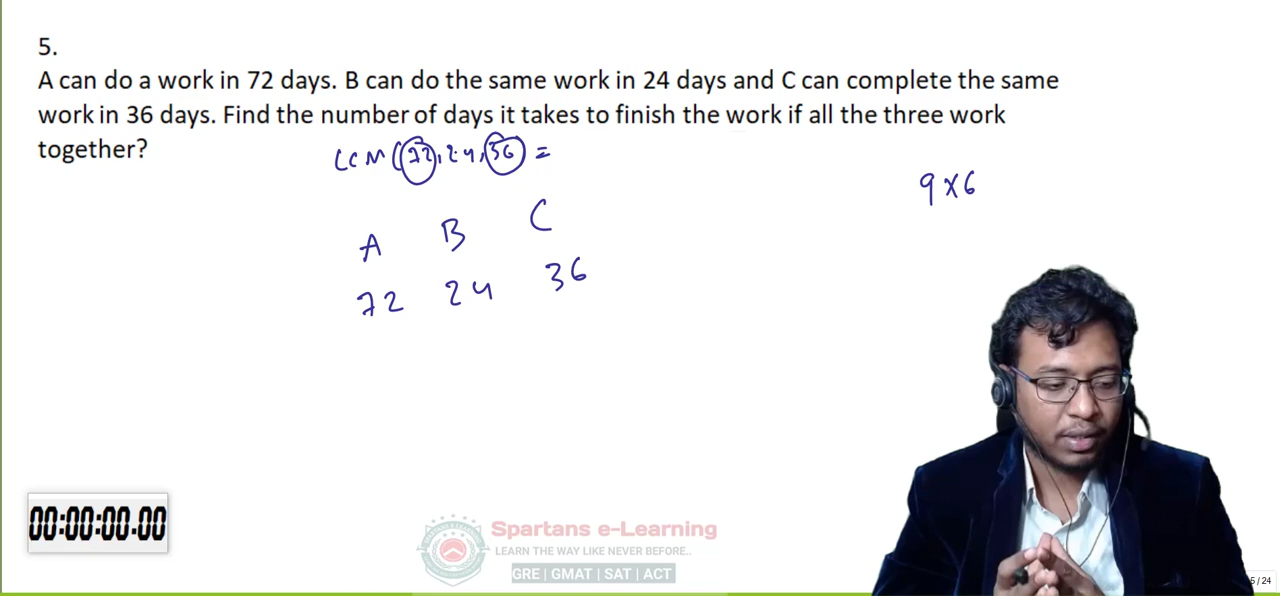 5.
A can do a work in 72 days. B can do the same work in 24 days and C can complete the same
work in 36 days. Find the number of days it takes to finish the work if all the three work
together?
LCM (72, 24, 36) =
9 x 6
A B C
72 24 36
00:00:00.00
Spartans e-Learning
LEARN THE WAY LIKE NEVER BEFORE..
GRE | GMAT | SAT | ACT
5 / 24